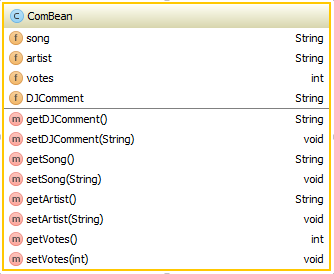 C ComBean
f song String
f artist String
f votes int
f DJComment String
m getDJComment() String
m setDJComment(String) void
m getSong() String
m setSong(String) void
m getArtist() String
m setArtist(String) void
m getVotes() int
m setVotes(int) void